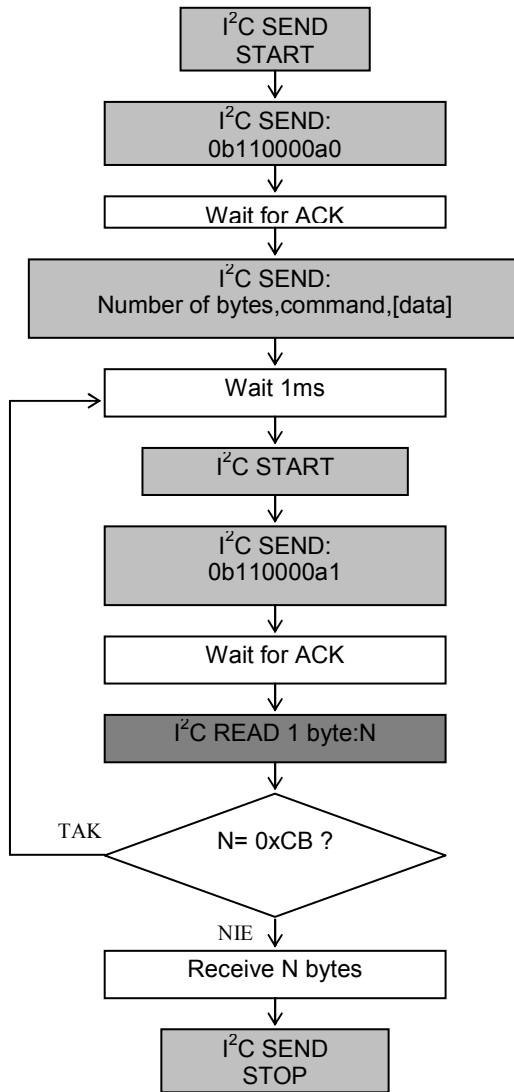 I²C SEND
START
I²C SEND:
0b110000a0
Wait for ACK
I²C SEND:
Number of bytes,command,[data]
Wait 1ms
I²C START
I²C SEND:
0b110000a1
Wait for ACK
I²C READ 1 byte:N
N= 0xCB ?
TAK
NIE
Receive N bytes
I²C SEND
STOP